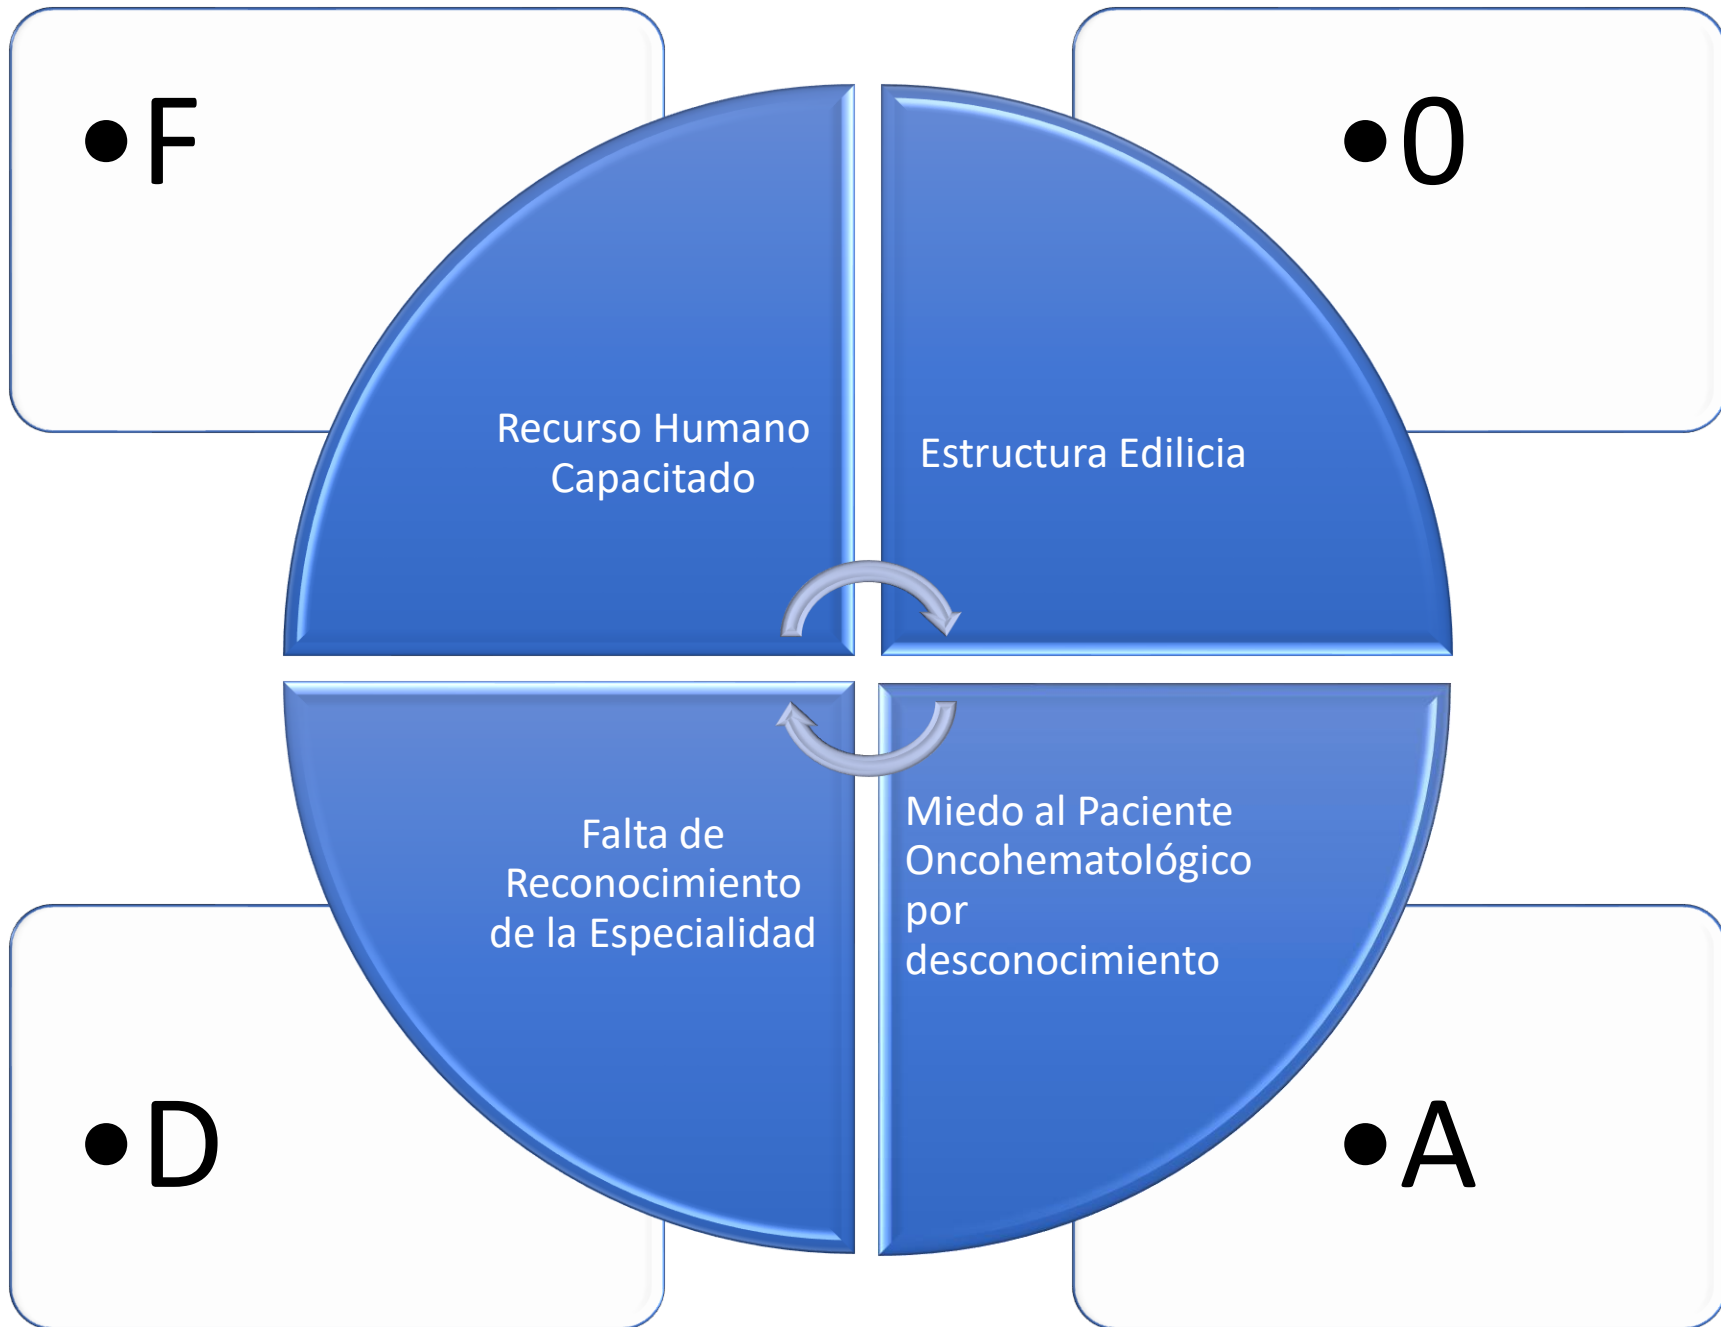 •F
•0
Recurso Humano
Capacitado
Estructura Edilicia
Falta de
Reconocimiento
de la Especialidad
Miedo al Paciente
Oncohematológico
por
desconocimiento
•D
•A